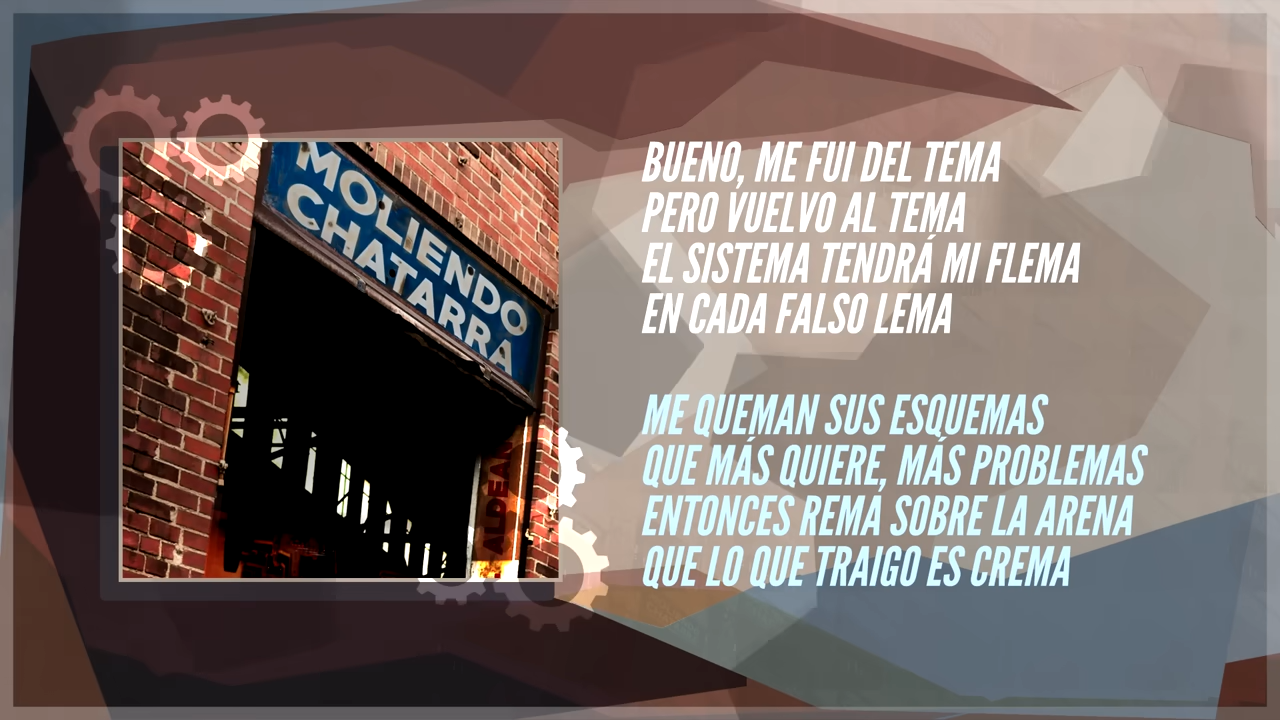 MOLIENDO
CHATARRA
ALDEAN
BUENO, ME FUI DEL TEMA
PERO VUELVO AL TEMA
EL SISTEMA TENDRÁ MI FLEMA
EN CADA FALSO LEMA
ME QUEMAN SUS ESQUEMAS
QUE MÁS QUIERE, MÁS PROBLEMAS
ENTONCES REMA SOBRE LA ARENA
QUE LO QUE TRAIGO ES CREMA